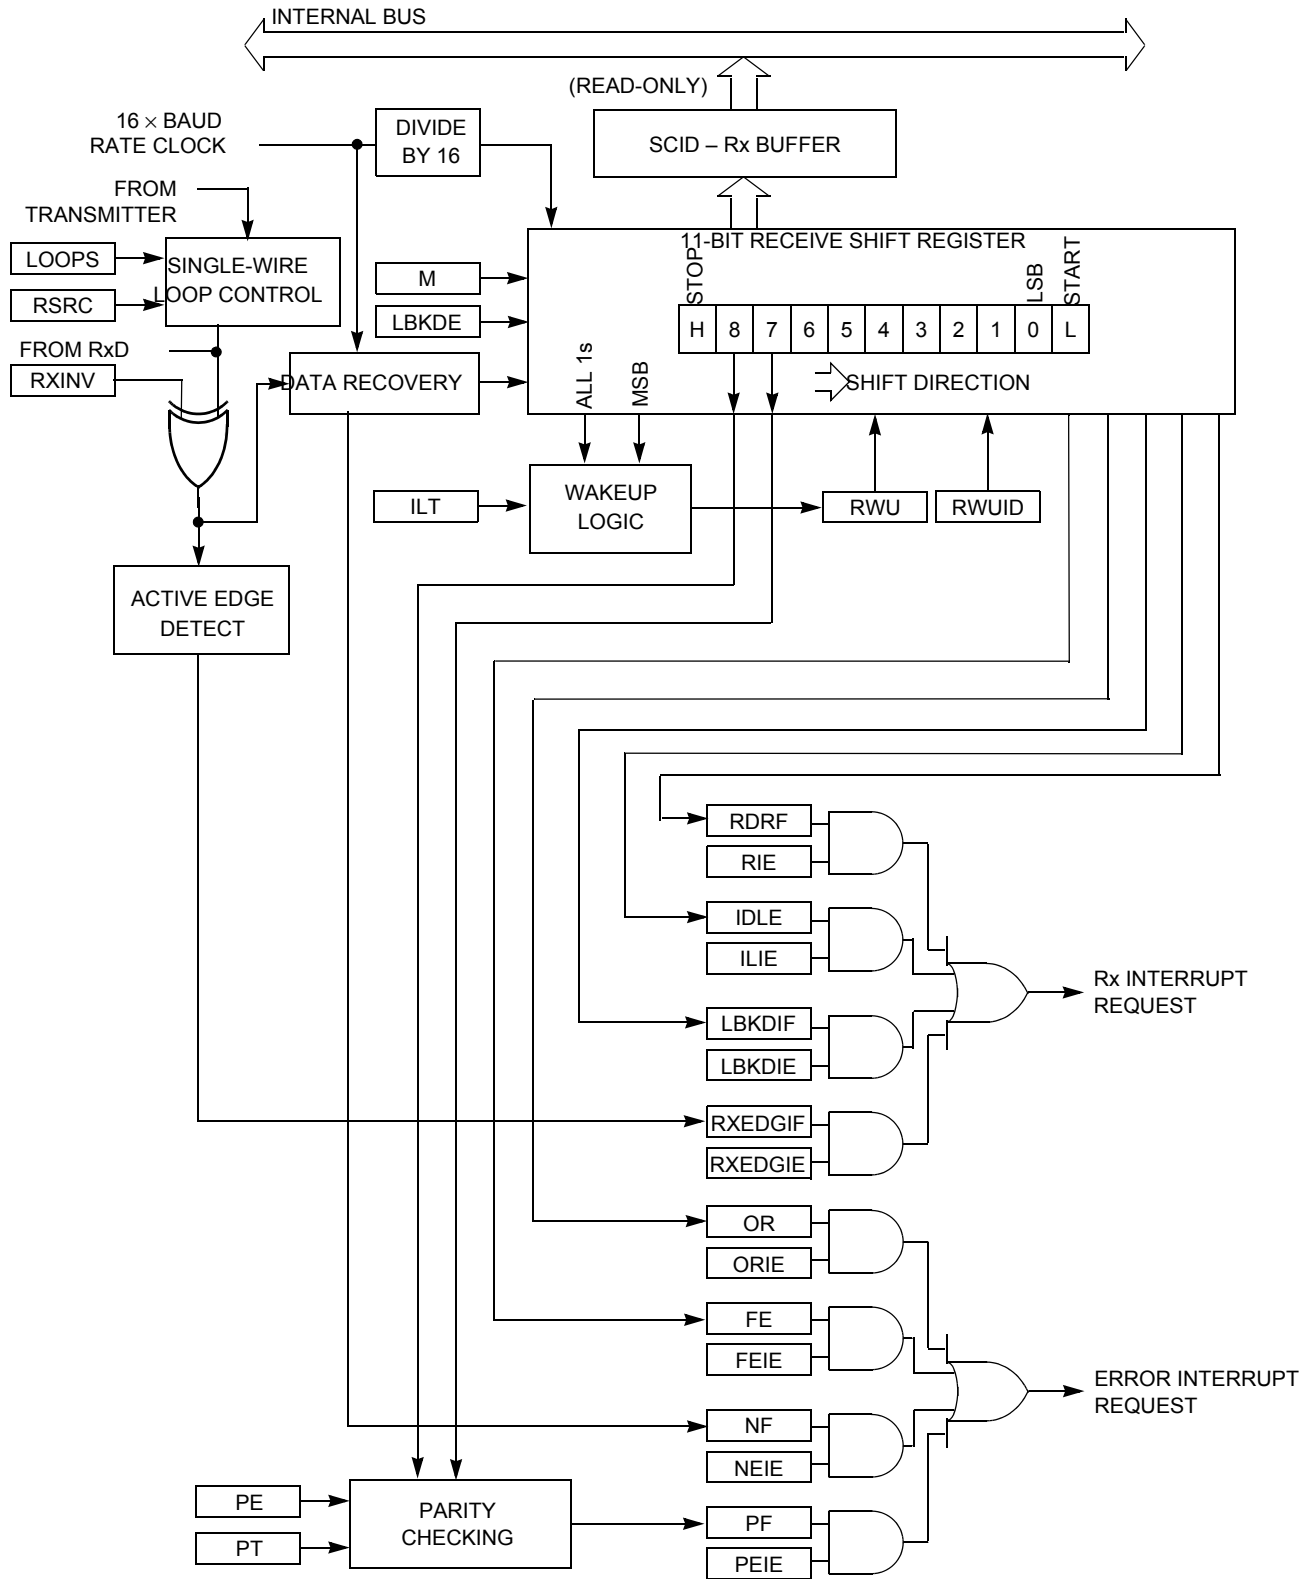 INTERNAL BUS
(READ-ONLY)
16 × BAUD
RATE CLOCK
DIVIDE
BY 16
SCID – Rx BUFFER
FROM
TRANSMITTER
LOOPS
RSRC
SINGLE-WIRE
LOOP CONTROL
11-BIT RECEIVE SHIFT REGISTER
STOP
LSB
START
M
LBKDE
H 8 7 6 5 4 3 2 1 0 L
FROM RxD
RXINV
DATA RECOVERY
ALL 1s
MSB
SHIFT DIRECTION
ILT
WAKEUP
LOGIC
RWU
RWUID
ACTIVE EDGE
DETECT
RDRF
RIE
IDLE
ILIE
Rx INTERRUPT
REQUEST
LBKDIF
LBKDIE
RXEDGIF
RXEDGIE
OR
ORIE
FE
FEIE
ERROR INTERRUPT
REQUEST
NF
NEIE
PE
PT
PARITY
CHECKING
PF
PEIE